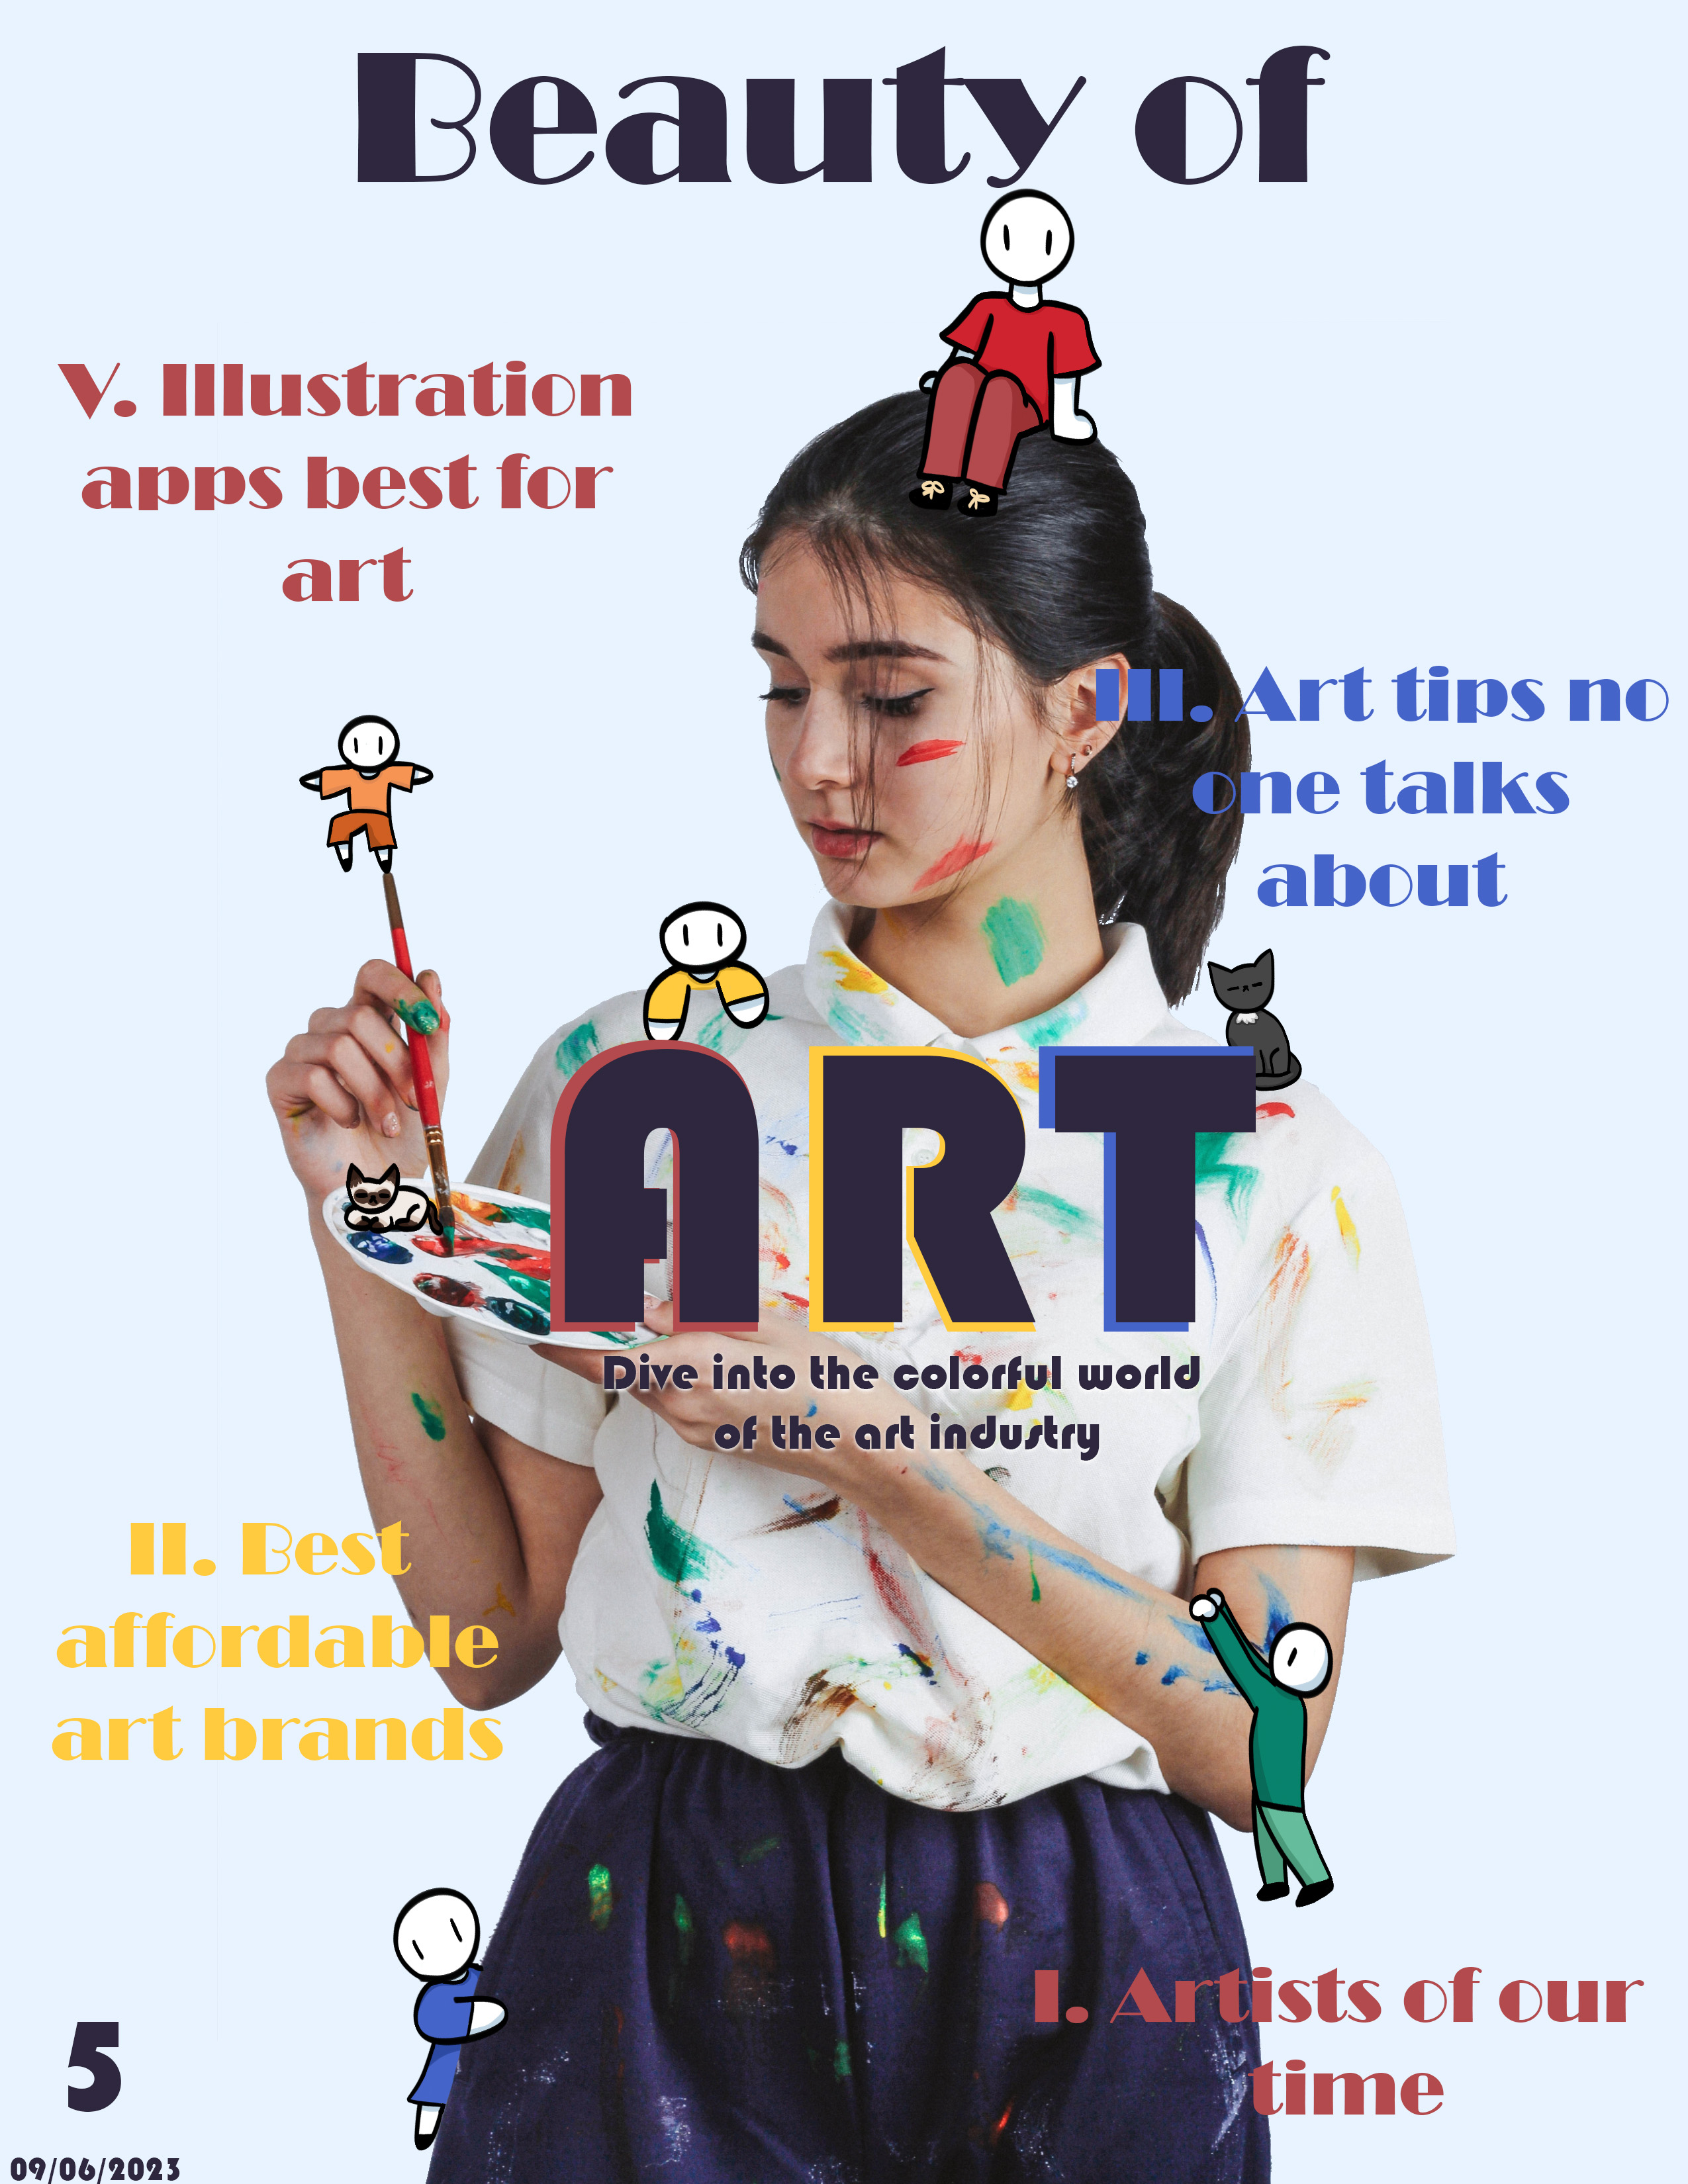 Beauty of
V. Illustration
apps best for
art
III. Art tips no
one talks
about
ART
Dive into the colorful world
of the art industry
II. Best
affordable
art brands
I. Artists of our
time
5
09/06/2023